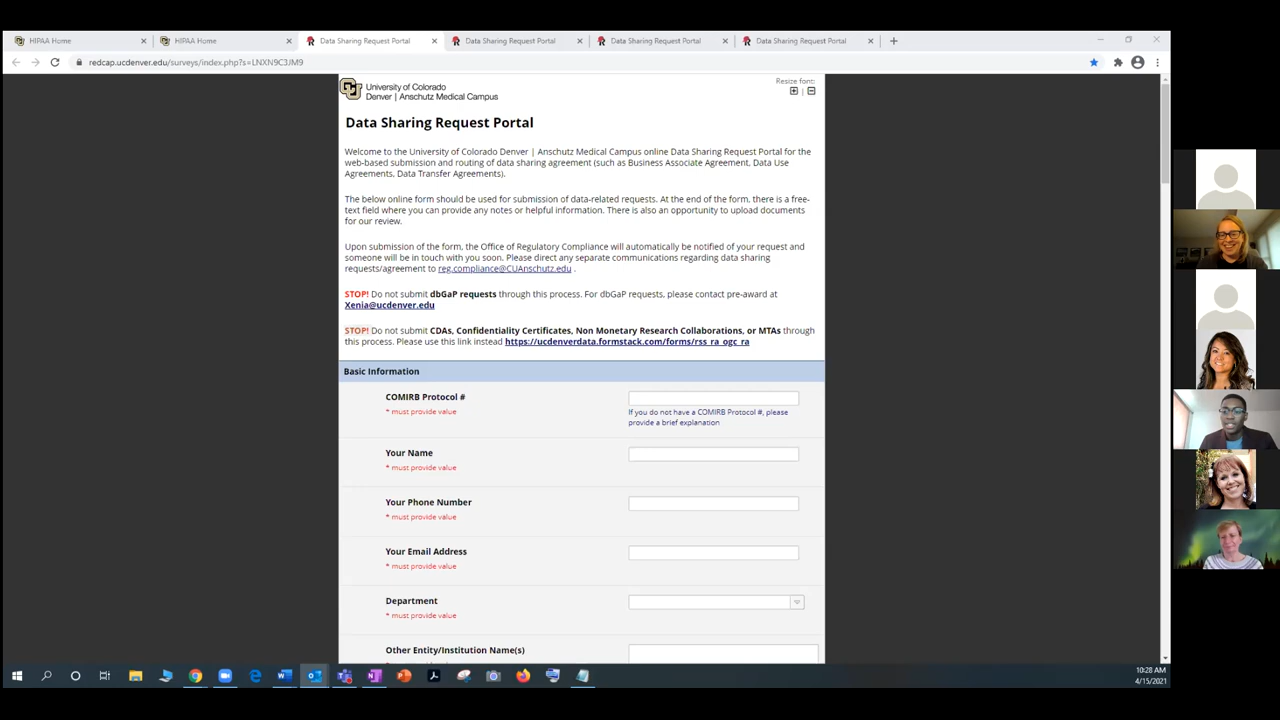 HIPAA Home
HIPAA Home
Data Sharing Request Portal
Data Sharing Request Portal
Data Sharing Request Portal
Data Sharing Request Portal
redcap.ucdenver.edu/surveys/index.php?s=LNXN9C3JM9
University of Colorado
Denver | Anschutz Medical Campus
Resize font:
Data Sharing Request Portal
Welcome to the University of Colorado Denver | Anschutz Medical Campus online Data Sharing Request Portal for the
web-based submission and routing of data sharing agreement (such as Business Associate Agreement, Data Use
Agreements, Data Transfer Agreements).
The below online form should be used for submission of data-related requests. At the end of the form, there is a free-
text field where you can provide any notes or helpful information. There is also an opportunity to upload documents
for our review.
Upon submission of the form, the Office of Regulatory Compliance will automatically be notified of your request and
someone will be in touch with you soon. Please direct any separate communications regarding data sharing
requests/agreement to reg.compliance@CUAnschutz.edu .
STOP! Do not submit dbGaP requests through this process. For dbGaP requests, please contact pre-award at
Xenia@ucdenver.edu
STOP! Do not submit CDAs, Confidentiality Certificates, Non Monetary Research Collaborations, or MTAs through
this process. Please use this link instead https://ucdenverdata.formstack.com/forms/rss_ra_ogc_ra
Basic Information
COMIRB Protocol #
* must provide value
If you do not have a COMIRB Protocol #, please
provide a brief explanation
Your Name
* must provide value
Your Phone Number
* must provide value
Your Email Address
* must provide value
Department
* must provide value
Other Entity/Institution Name(s)
10:28 AM
4/15/2021